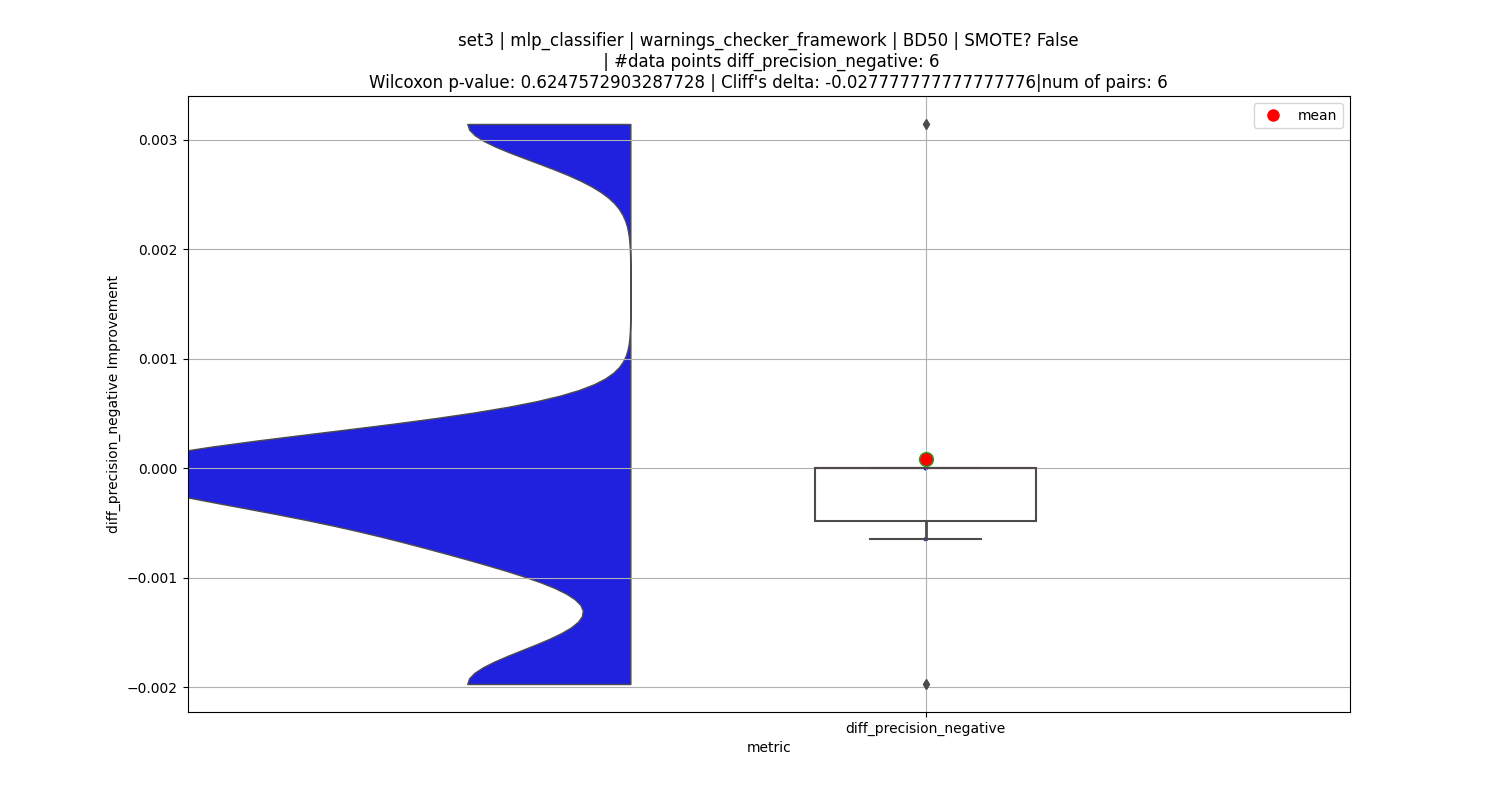 set3 | mlp_classifier | warnings_checker_framework | BD50 | SMOTE? False
| #data points diff_precision_negative: 6
Wilcoxon p-value: 0.6247572903287728 | Cliff's delta: -0.027777777777777776|num of pairs: 6
mean
0.003
0.002
0.001
0.000
−0.001
−0.002
diff_precision_negative Improvement
diff_precision_negative
metric